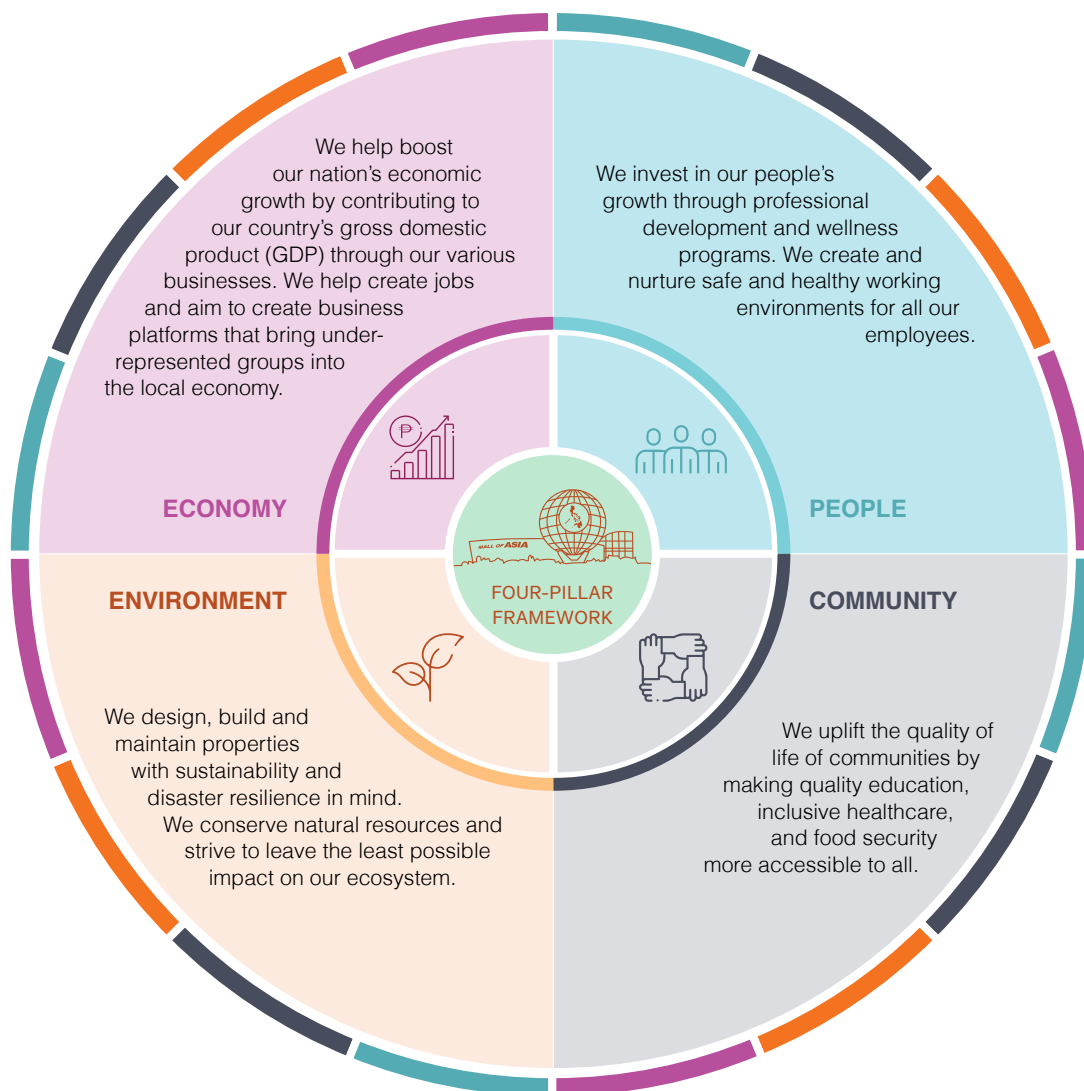 We help boost
our nation’s economic
growth by contributing to
our country’s gross domestic
product (GDP) through our various
businesses. We help create jobs
and aim to create business
platforms that bring under-
represented groups into
the local economy.
ECONOMY
We invest in our people’s
growth through professional
development and wellness
programs. We create and
nurture safe and healthy working
environments for all our
employees.
PEOPLE
MALL OF ASIA
FOUR-PILLAR
FRAMEWORK
ENVIRONMENT
We design, build and
maintain properties
with sustainability and
disaster resilience in mind.
We conserve natural resources and
strive to leave the least possible
impact on our ecosystem.
COMMUNITY
We uplift the quality of
life of communities by
making quality education,
inclusive healthcare,
and food security
more accessible to all.